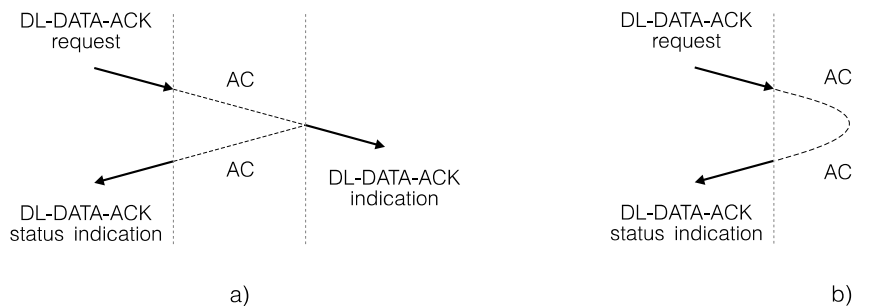 DL-DATA-ACK
request
AC
AC
DL-DATA-ACK
indication
DL-DATA-ACK
status indication
a)
DL-DATA-ACK
request
AC
AC
DL-DATA-ACK
status indication
b)